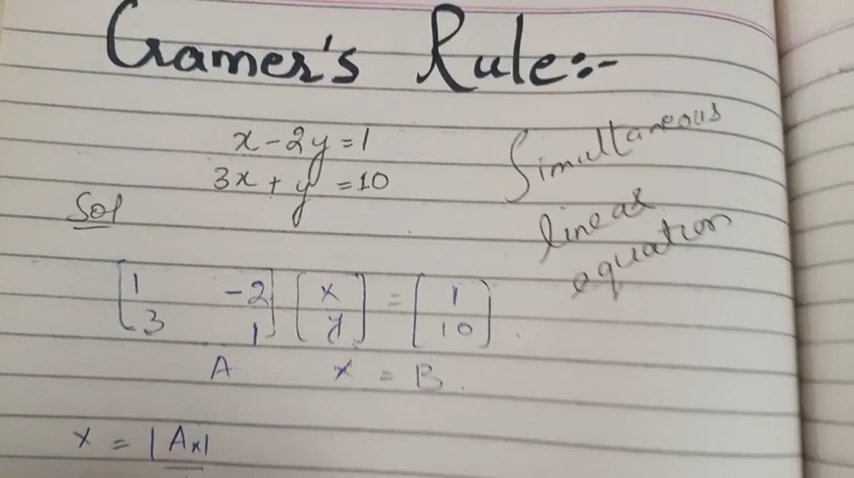 Cramer's Rule:-
x - 2y = 1
3x + y = 10
Simultaneous
linear
equation
Sol
[1 -2] [x] = [1]
[3 1] [y] [10].
A x = B.
x = |Ax|